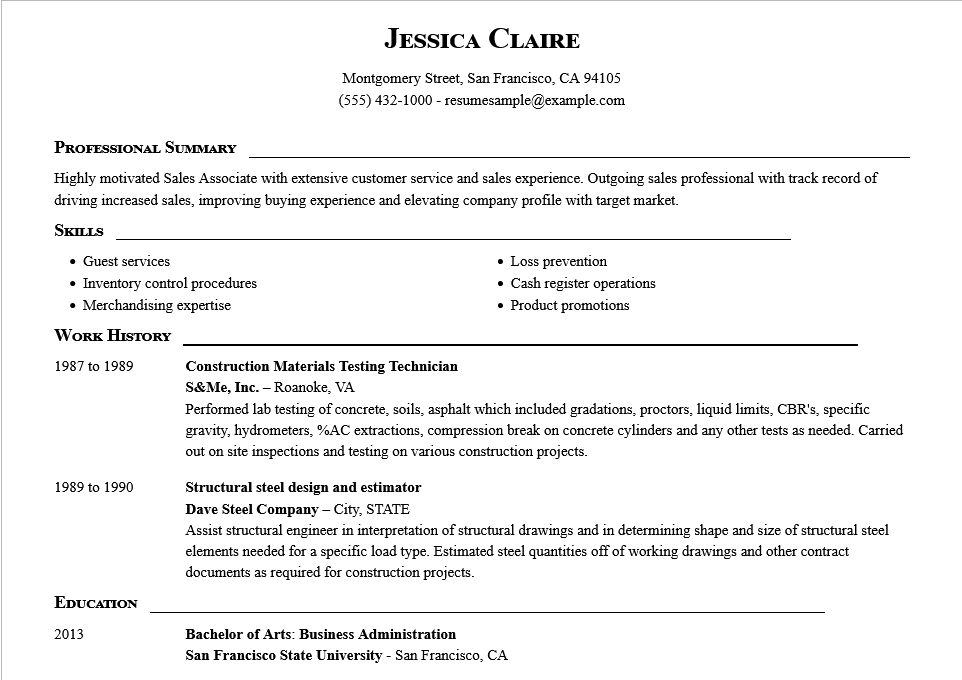 Jessica Claire
Montgomery Street, San Francisco, CA 94105
(555) 432-1000 - resumesample@example.com
Professional Summary
Highly motivated Sales Associate with extensive customer service and sales experience. Outgoing sales professional with track record of
driving increased sales, improving buying experience and elevating company profile with target market.
Skills
• Guest services
• Inventory control procedures
• Merchandising expertise
• Loss prevention
• Cash register operations
• Product promotions
Work History
1987 to 1989
Construction Materials Testing Technician
S&Me, Inc. – Roanoke, VA
Performed lab testing of concrete, soils, asphalt which included gradations, proctors, liquid limits, CBR's, specific
gravity, hydrometers, %AC extractions, compression break on concrete cylinders and any other tests as needed. Carried
out on site inspections and testing on various construction projects.
1989 to 1990
Structural steel design and estimator
Dave Steel Company – City, STATE
Assist structural engineer in interpretation of structural drawings and in determining shape and size of structural steel
elements needed for a specific load type. Estimated steel quantities off of working drawings and other contract
documents as required for construction projects.
Education
2013
Bachelor of Arts: Business Administration
San Francisco State University - San Francisco, CA